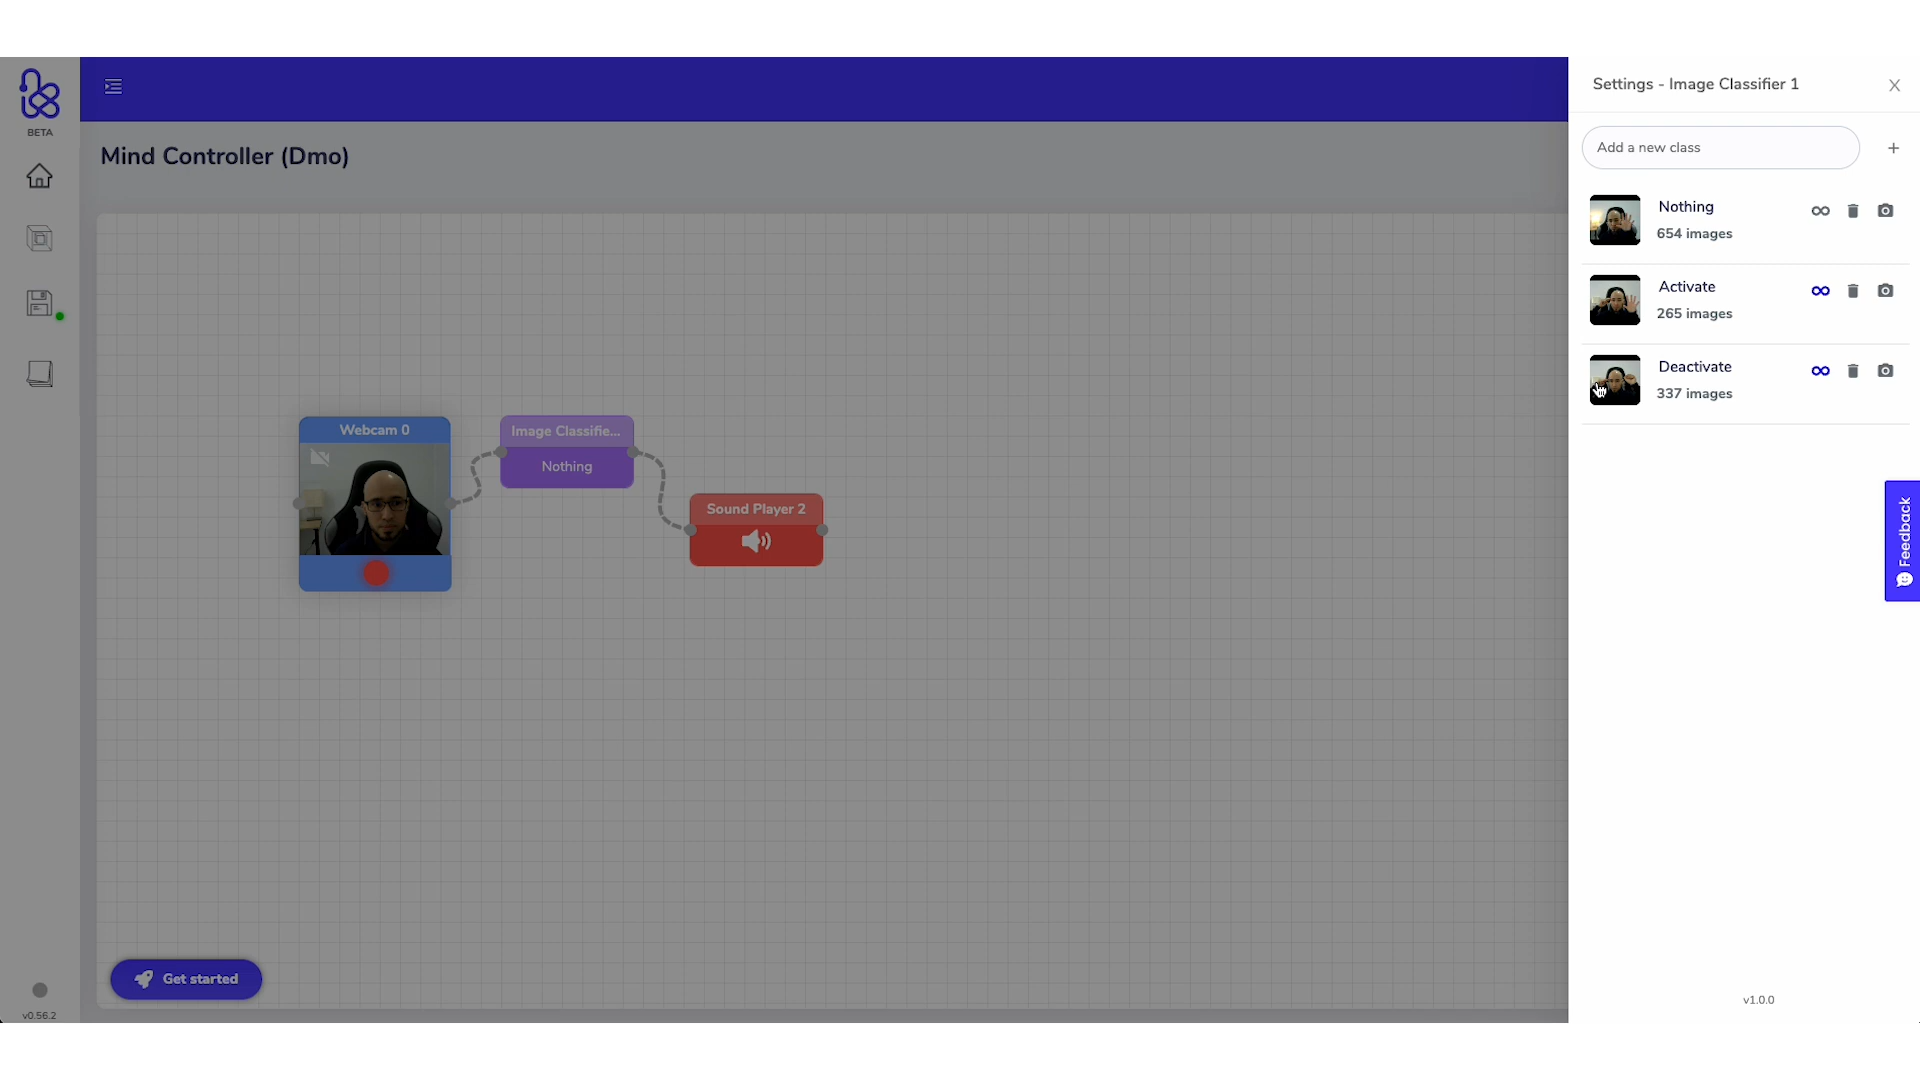 BETA
Mind Controller (Dmo)
Webcam 0
Image Classifie...
Nothing
Sound Player 2
Get started
v0.56.2
Settings - Image Classifier 1
Add a new class
Nothing
654 images
Activate
265 images
Deactivate
337 images
Feedback
v1.0.0